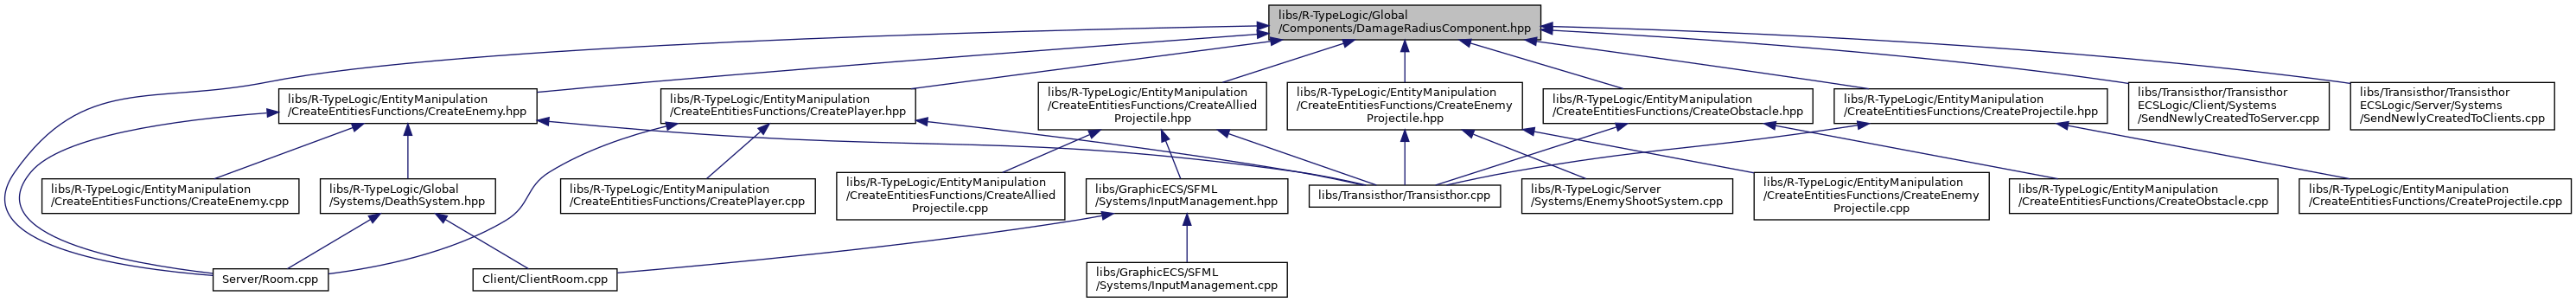 libs/R-TypeLogic/Global
/Components/DamageRadiusComponent.hpp
libs/R-TypeLogic/EntityManipulation
/CreateEntitiesFunctions/CreateEnemy.hpp
libs/R-TypeLogic/EntityManipulation
/CreateEntitiesFunctions/CreatePlayer.hpp
libs/R-TypeLogic/EntityManipulation
/CreateEntitiesFunctions/CreateAllied
Projectile.hpp
libs/R-TypeLogic/EntityManipulation
/CreateEntitiesFunctions/CreateEnemy
Projectile.hpp
libs/R-TypeLogic/EntityManipulation
/CreateEntitiesFunctions/CreateObstacle.hpp
libs/R-TypeLogic/EntityManipulation
/CreateEntitiesFunctions/CreateProjectile.hpp
libs/Transisthor/Transisthor
ECSLogic/Client/Systems
/SendNewlyCreatedToServer.cpp
libs/Transisthor/Transisthor
ECSLogic/Server/Systems
/SendNewlyCreatedToClients.cpp
libs/R-TypeLogic/EntityManipulation
/CreateEntitiesFunctions/CreateEnemy.cpp
libs/R-TypeLogic/Global
/Systems/DeathSystem.hpp
libs/R-TypeLogic/EntityManipulation
/CreateEntitiesFunctions/CreatePlayer.cpp
libs/R-TypeLogic/EntityManipulation
/CreateEntitiesFunctions/CreateAllied
Projectile.cpp
libs/GraphicECS/SFML
/Systems/InputManagement.hpp
libs/Transisthor/Transisthor.cpp
libs/R-TypeLogic/Server
/Systems/EnemyShootSystem.cpp
libs/R-TypeLogic/EntityManipulation
/CreateEntitiesFunctions/CreateEnemy
Projectile.cpp
libs/R-TypeLogic/EntityManipulation
/CreateEntitiesFunctions/CreateObstacle.cpp
libs/R-TypeLogic/EntityManipulation
/CreateEntitiesFunctions/CreateProjectile.cpp
Server/Room.cpp
Client/ClientRoom.cpp
libs/GraphicECS/SFML
/Systems/InputManagement.cpp